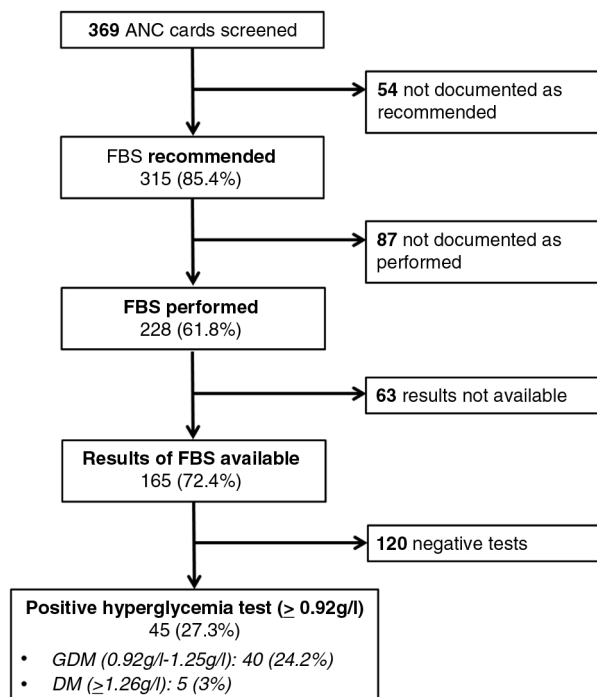 369 ANC cards screened
54 not documented as
recommended
FBS recommended
315 (85.4%)
87 not documented as
performed
FBS performed
228 (61.8%)
63 results not available
Results of FBS available
165 (72.4%)
120 negative tests
Positive hyperglycemia test (≥ 0.92g/l)
45 (27.3%)
• GDM (0.92g/l-1.25g/l): 40 (24.2%)
• DM (≥1.26g/l): 5 (3%)